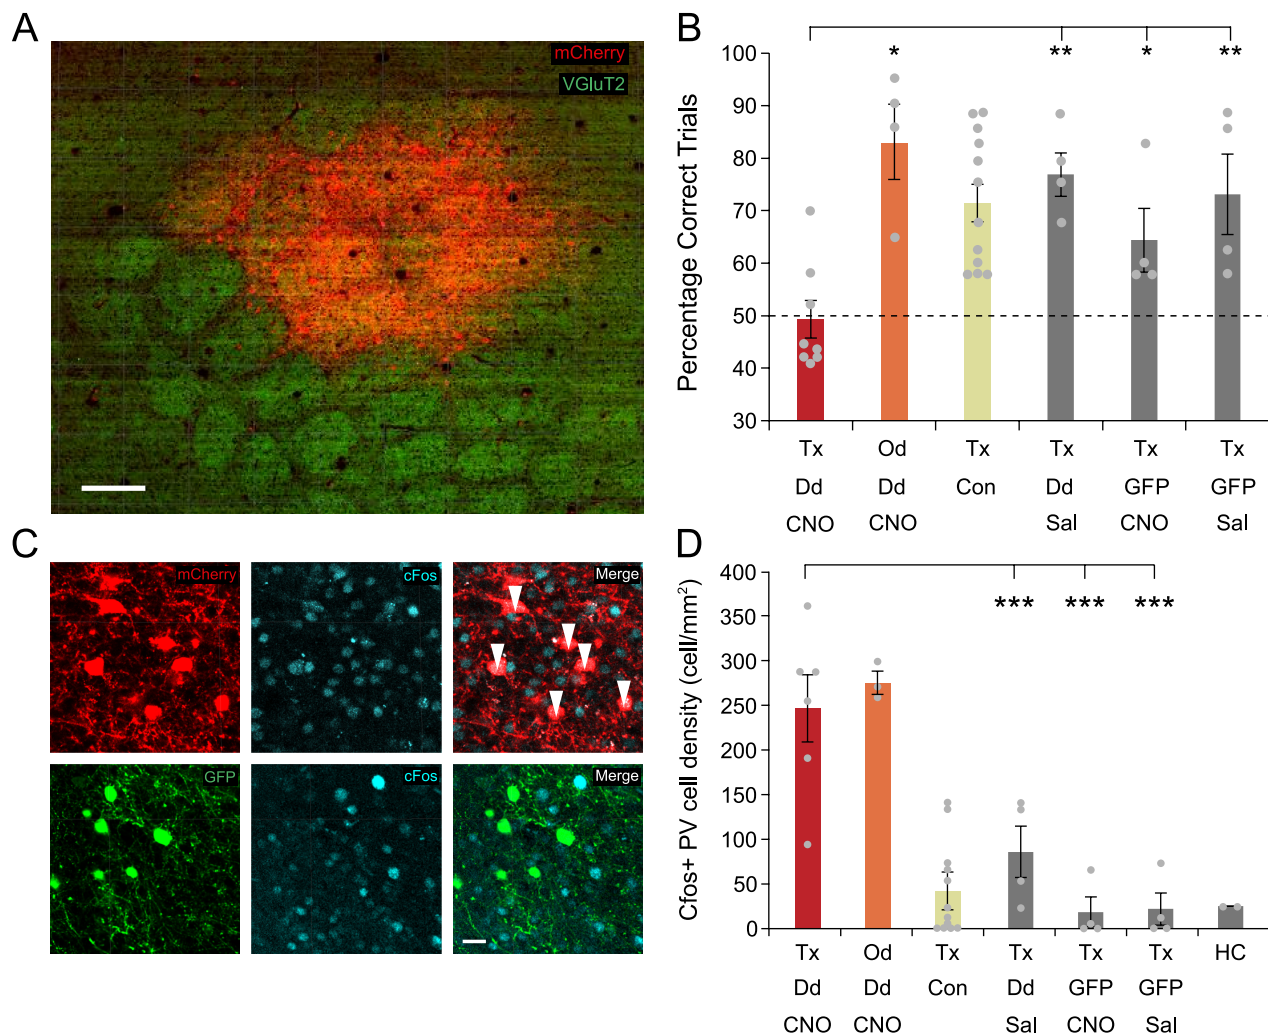 A
mCherry
VGluT2
B
Percentage Correct Trials
100
90
80
70
60
50
40
30
* ** * **
Tx Od Tx Tx Tx Tx
Dd Dd Con Dd GFP GFP
CNO CNO Sal CNO Sal
C
mCherry cFos Merge
GFP cFos Merge
D
Cfos+ PV cell density (cell/mm²)
400
350
300
250
200
150
100
50
0
*** *** ***
Tx Od Tx Tx Tx Tx HC
Dd Dd Con Dd GFP GFP
CNO CNO Sal CNO Sal